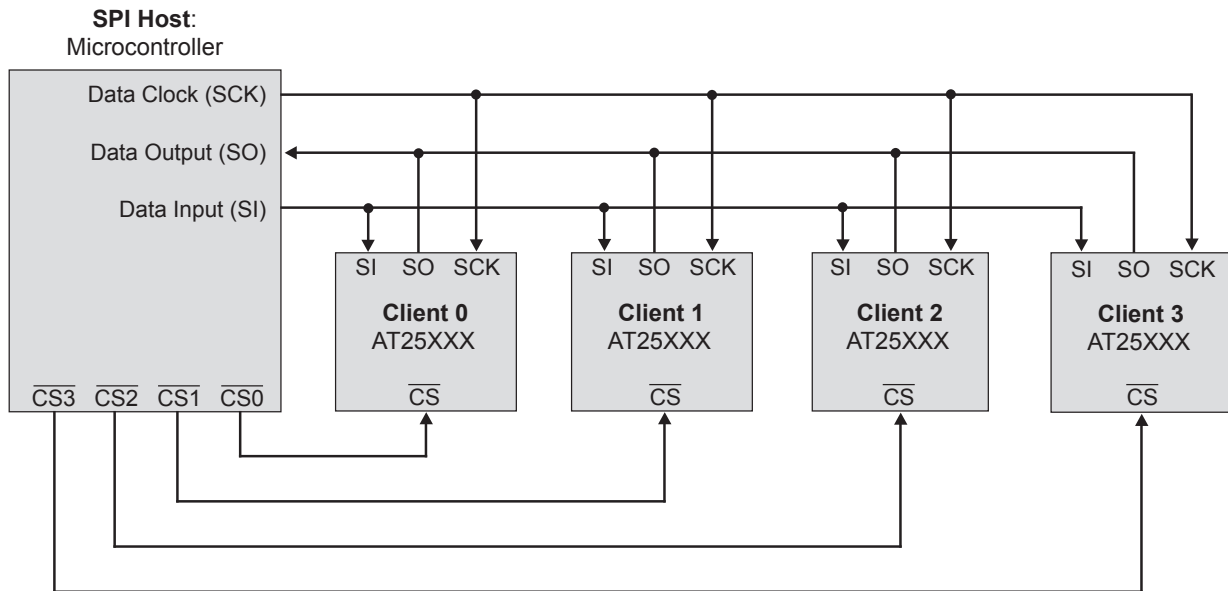 SPI Host:
Microcontroller
Data Clock (SCK)
Data Output (SO)
Data Input (SI)
CS3 CS2 CS1 CS0
SI SO SCK
Client 0
AT25XXX
CS
SI SO SCK
Client 1
AT25XXX
CS
SI SO SCK
Client 2
AT25XXX
CS
SI SO SCK
Client 3
AT25XXX
CS